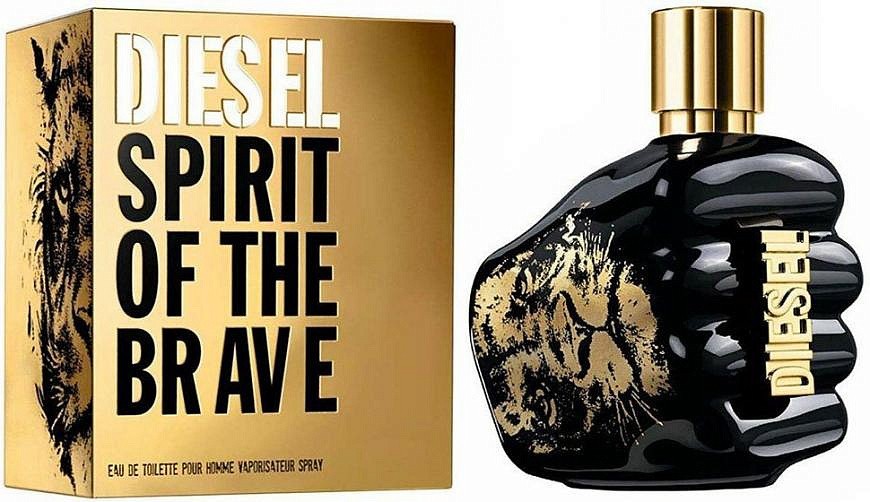 DIESEL
SPIRIT
OF THE
BRAVE
EAU DE TOILETTE POUR HOMME VAPORISATEUR SPRAY
DIESEL